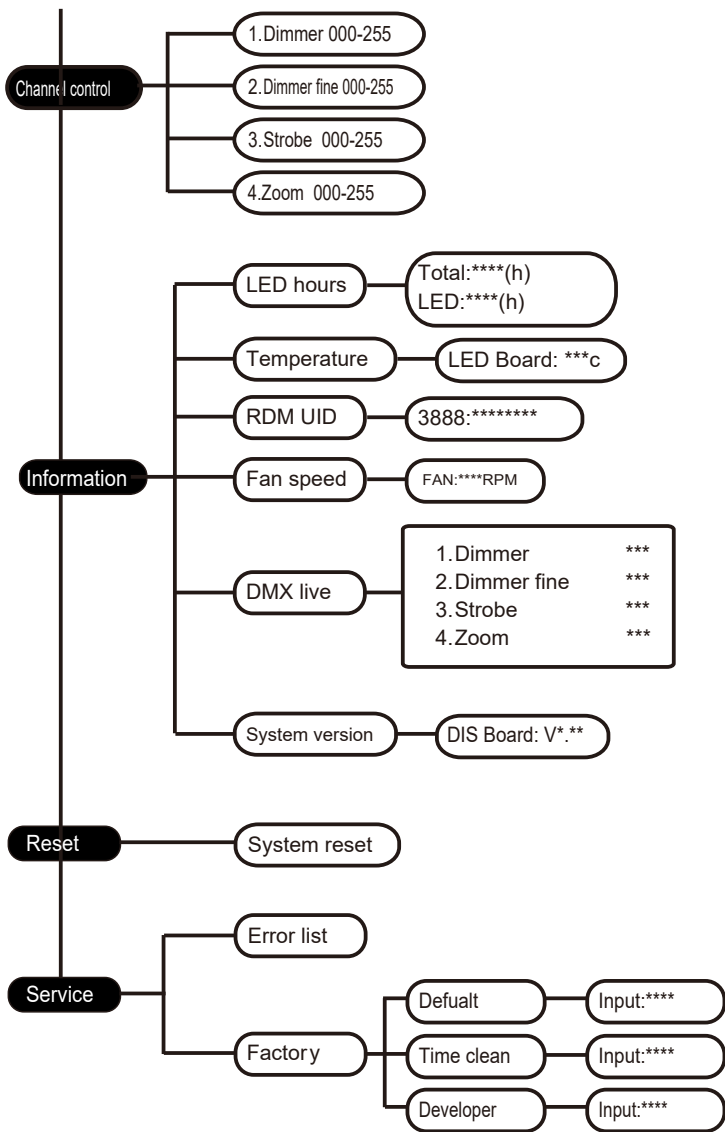 Channel control
1.Dimmer 000-255
2.Dimmer fine 000-255
3.Strobe 000-255
4.Zoom 000-255
Information
LED hours
Total:****(h)
LED:****(h)
Temperature
LED Board: ***c
RDM UID
3888:********
Fan speed
FAN:****RPM
DMX live
1.Dimmer ***
2.Dimmer fine ***
3.Strobe ***
4.Zoom ***
System version
DIS Board: V*.**
Reset
System reset
Service
Error list
Factory
Defualt
Input:****
Time clean
Input:****
Developer
Input:****